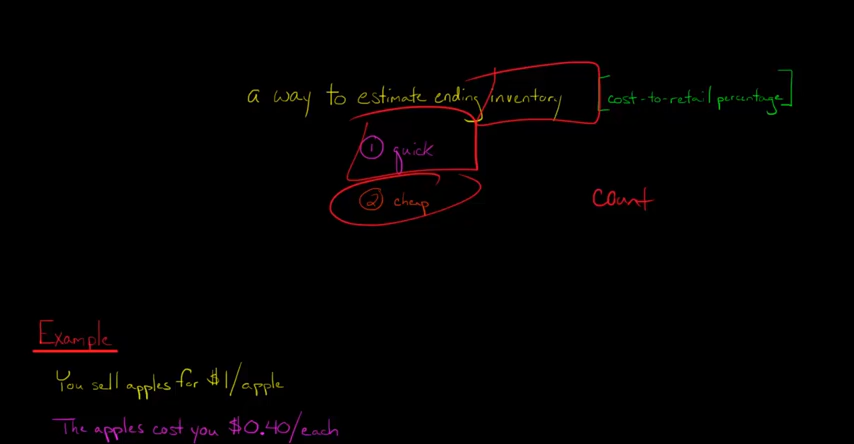 a way to estimate ending inventory [cost-to-retail percentage]
① quick
② cheap
count
Example
You sell apples for $1/apple
The apples cost you $0.40/each